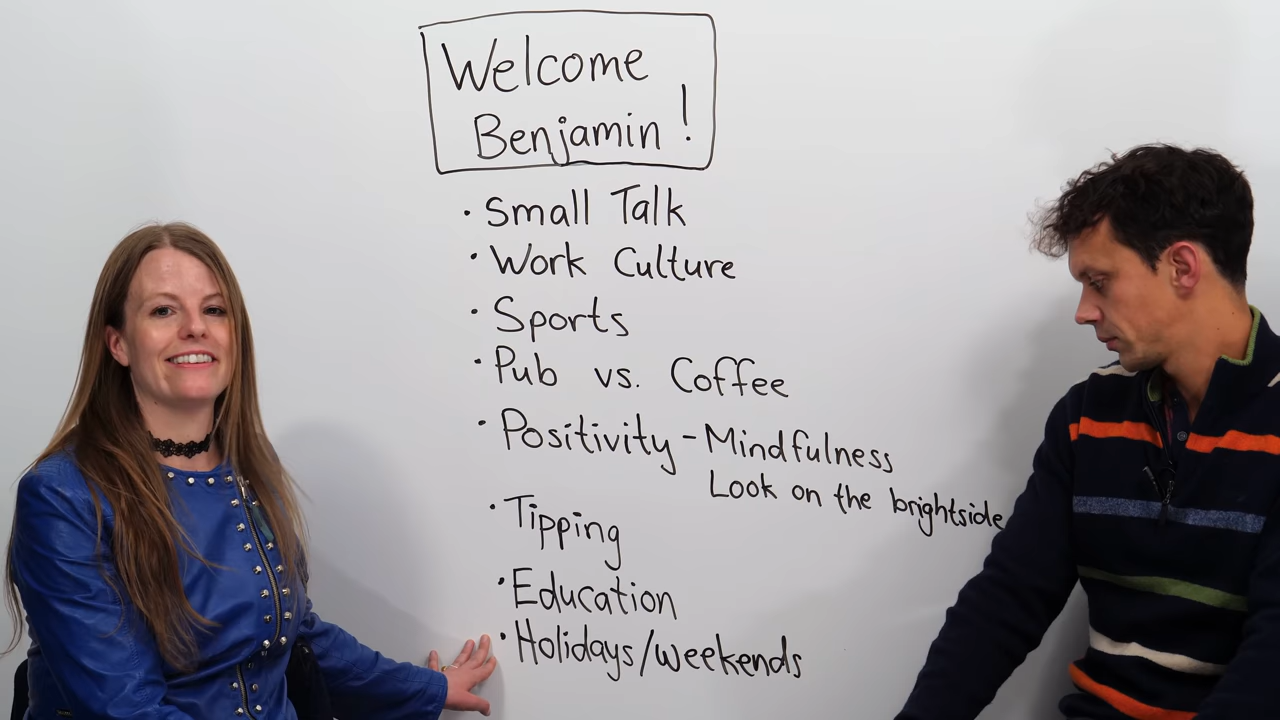 Welcome
Benjamin!
· Small Talk
· Work Culture
· Sports
· Pub vs. Coffee
· Positivity - Mindfulness
Look on the brightside
· Tipping
· Education
· Holidays/weekends